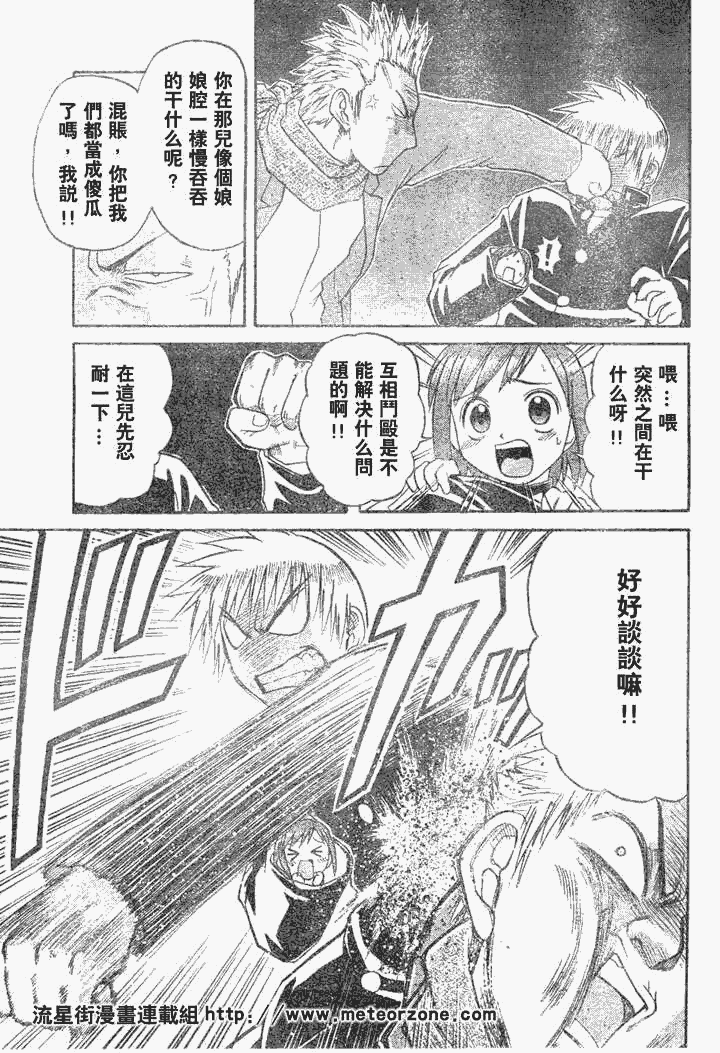 你在那兒像個娘
娘腔一樣慢吞吞
的干什么呢？
混賬，你把我
們都當成傻瓜
了嗎，我説!!
!!
喂…喂
突然之間在干
什么呀!!
互相鬥毆是不
能解决什么問
題的啊!!
在這兒先忍
耐一下…
好好談談嘛!!
ドドド
流星街漫畫連載組 http://www.meteorzone.com